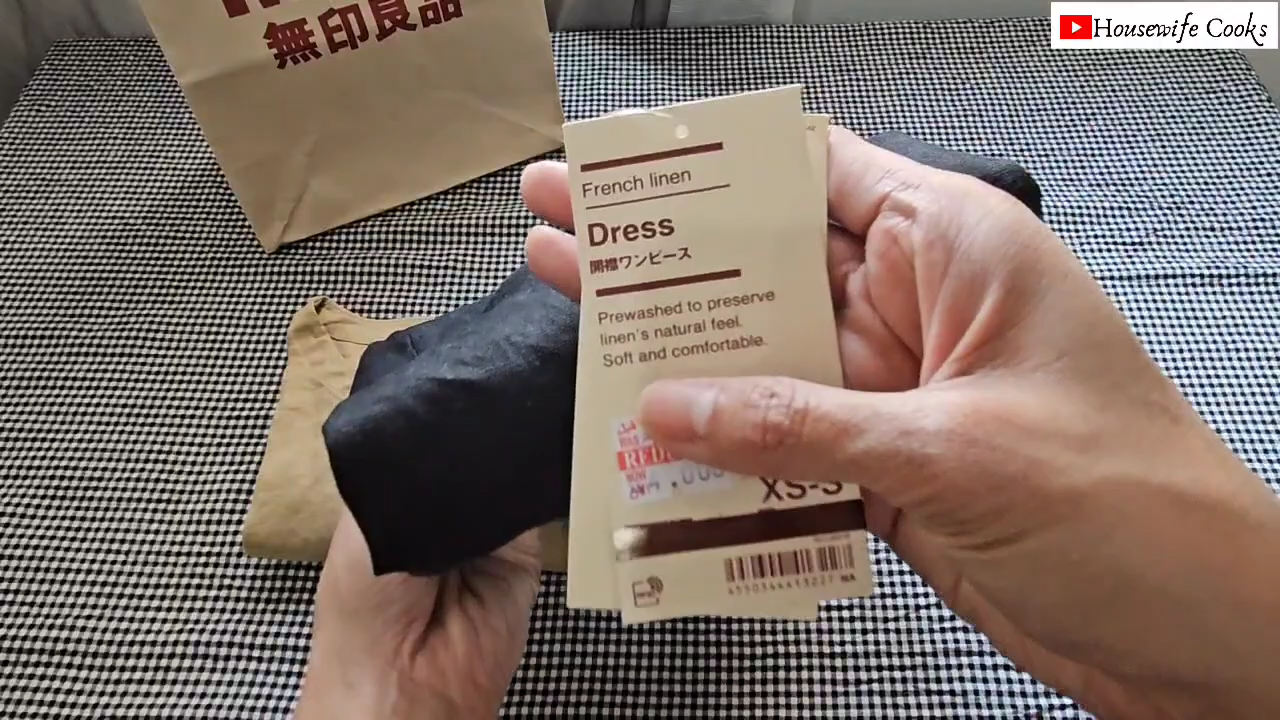 Housewife Cooks
無印良品
French linen
Dress
開襟ワンピース
Prewashed to preserve
linen's natural feel.
Soft and comfortable.
NOW
XS-S